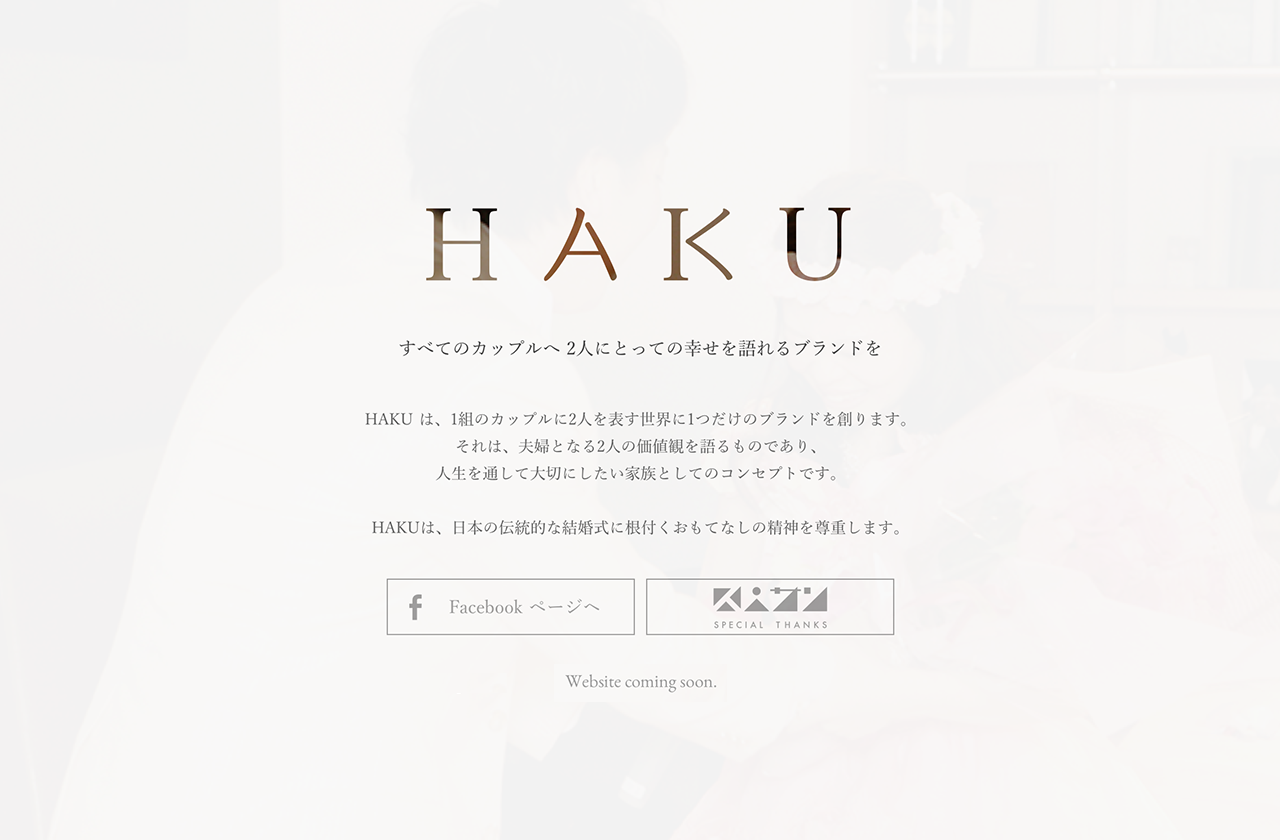 HAKU
すべてのカップルへ 2人にとっての幸せを語れるブランドを
HAKU は、1組のカップルに2人を表す世界に1つだけのブランドを創ります。
それは、夫婦となる2人の価値観を語るものであり、
人生を通して大切にしたい家族としてのコンセプトです。
HAKUは、日本の伝統的な結婚式に根付くおもてなしの精神を尊重します。
Facebook ページへ
SPECIAL THANKS
Website coming soon.